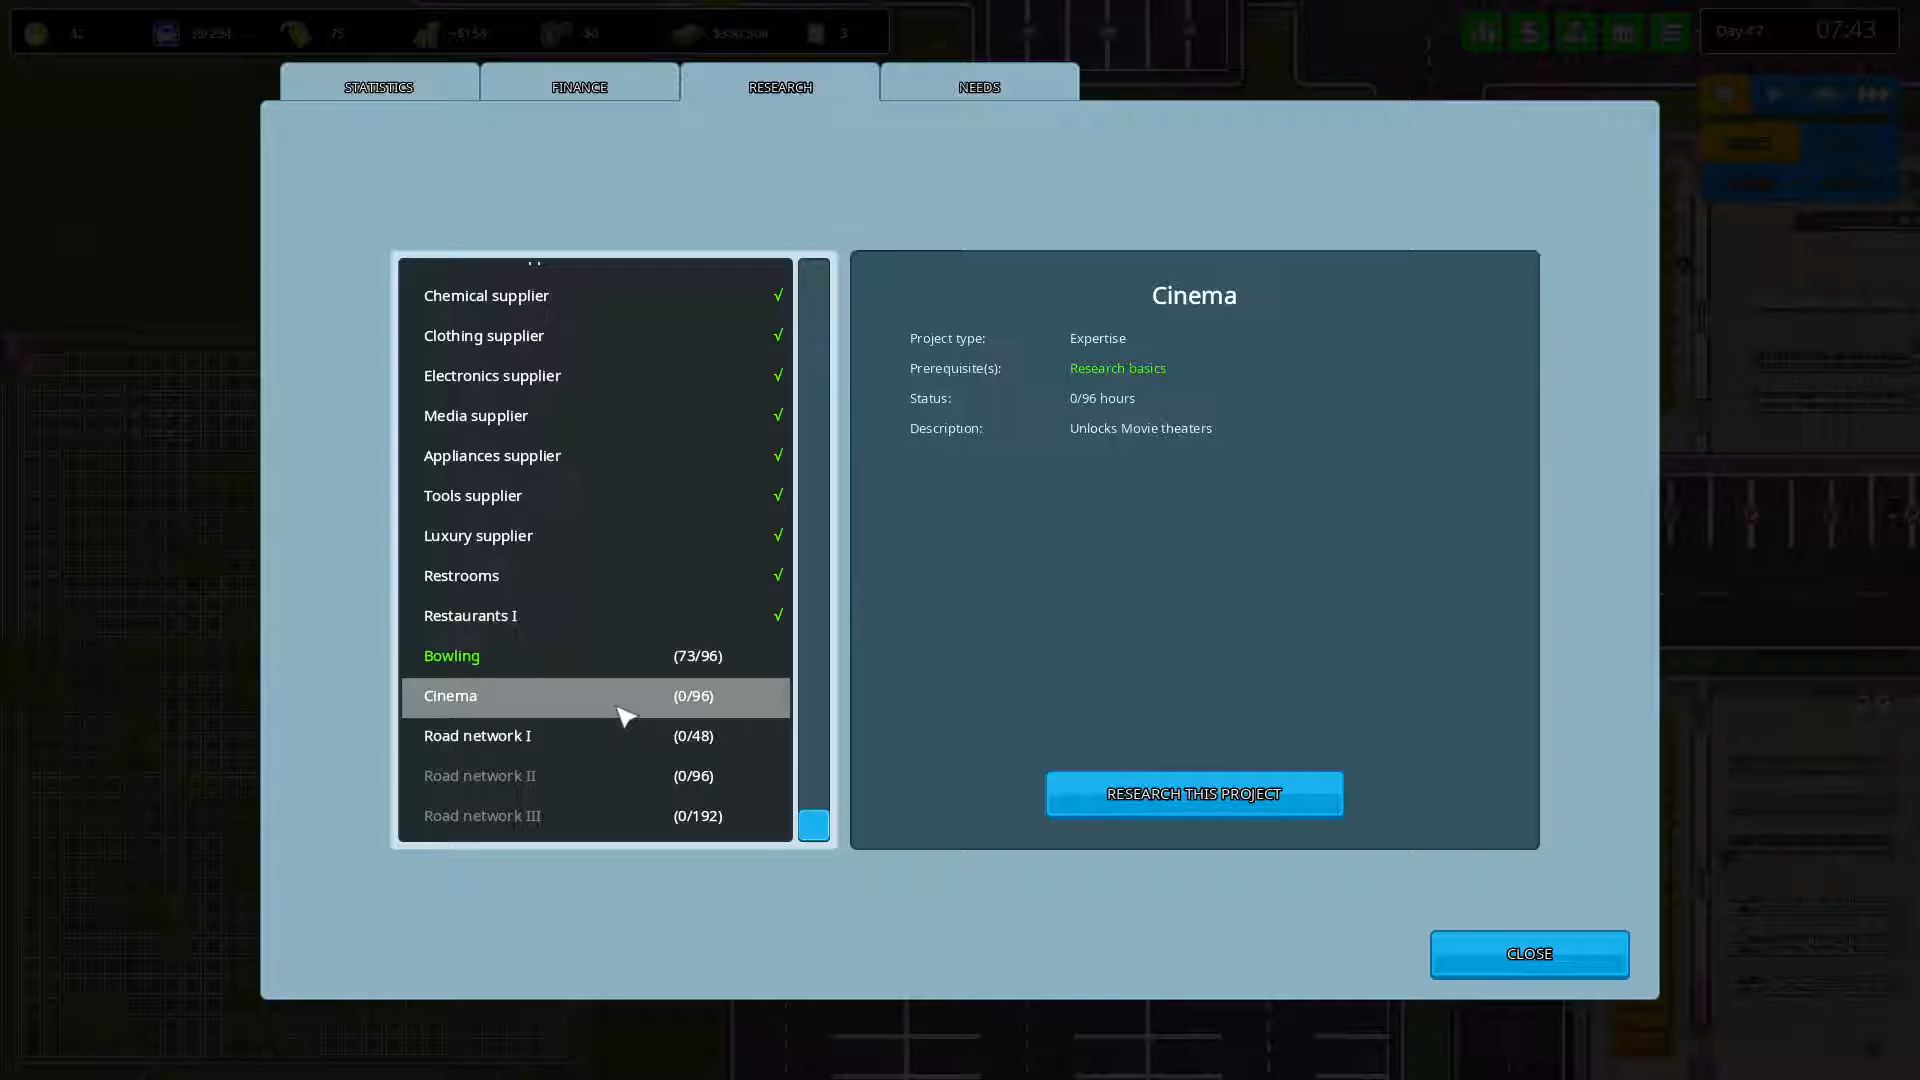 75
3
07:43
STATISTICS
FINANCE
RESEARCH
NEEDS
Chemical supplier √
Clothing supplier √
Electronics supplier √
Media supplier √
Appliances supplier √
Tools supplier √
Luxury supplier √
Restrooms √
Restaurants I √
Bowling (73/96)
Cinema (0/96)
Road network I (0/48)
Road network II (0/96)
Road network III (0/192)
Cinema
Project type: Expertise
Prerequisite(s): Research basics
Status: 0/96 hours
Description: Unlocks Movie theaters
RESEARCH THIS PROJECT
CLOSE